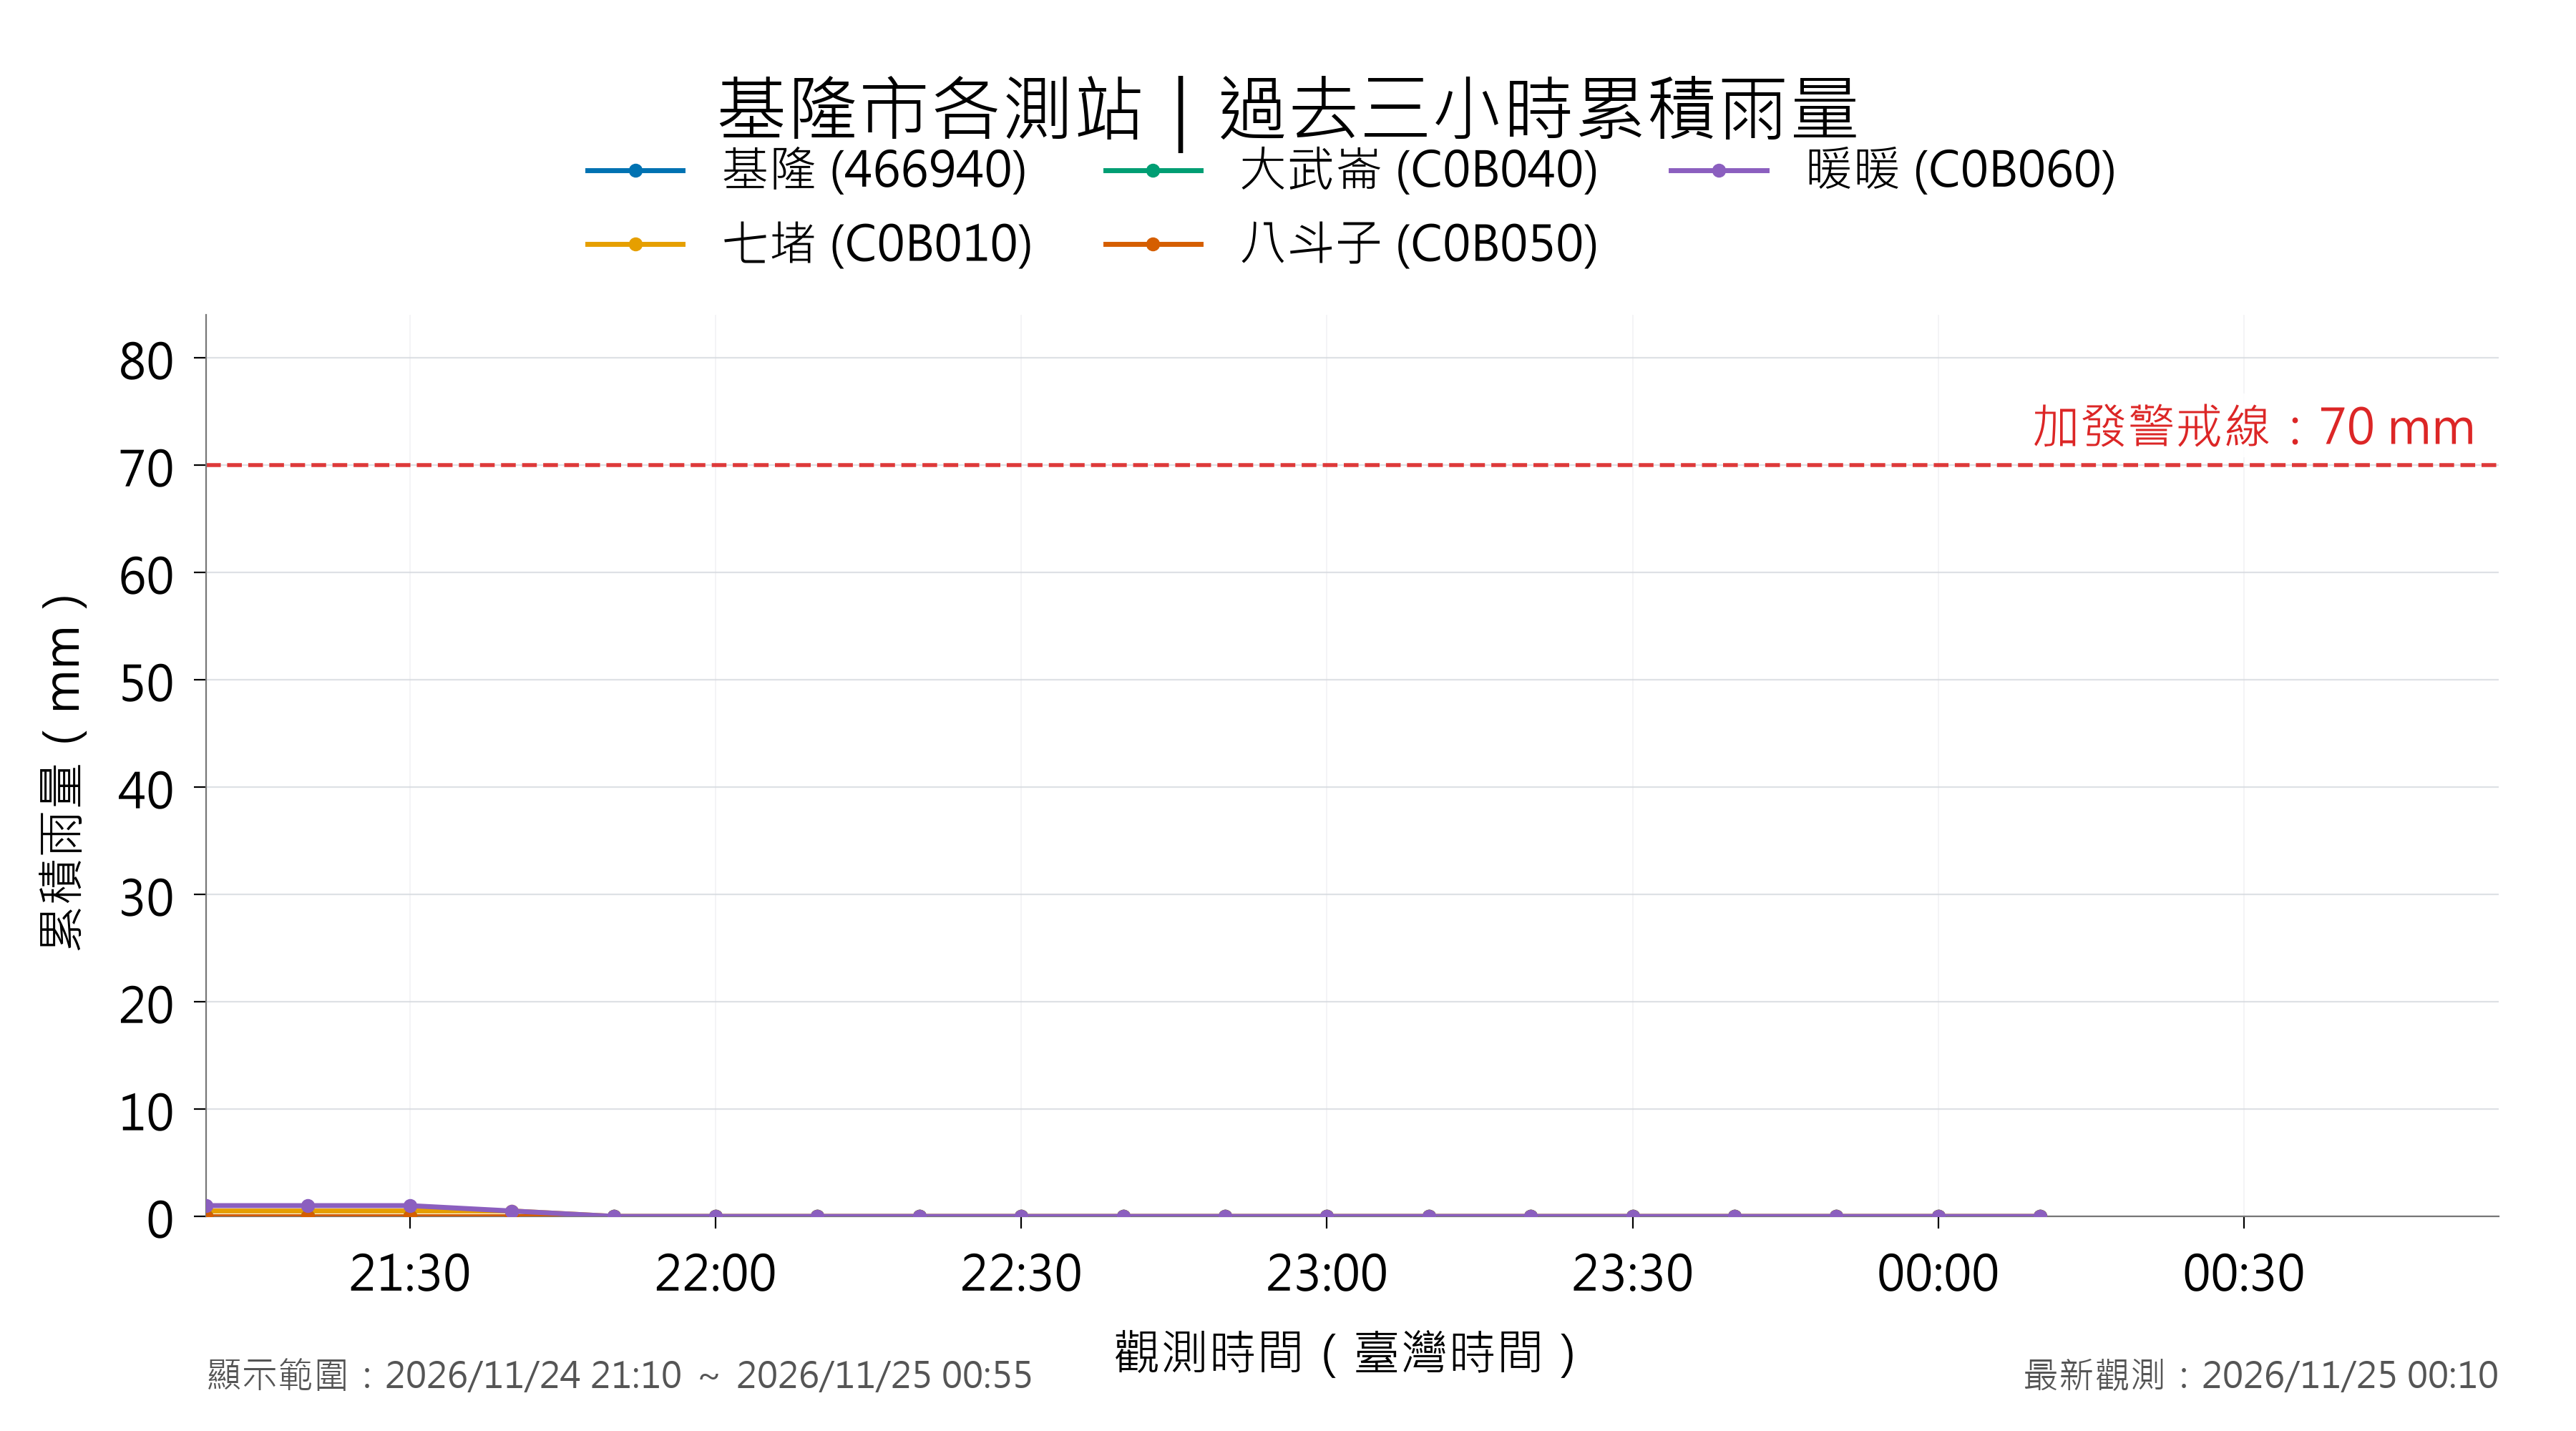 基隆市各測站｜過去三小時累積雨量
基隆 (466940)
大武崙 (C0B040)
暖暖 (C0B060)
七堵 (C0B010)
八斗子 (C0B050)
80
加發警戒線：70 mm
70
60
50
40
30
20
10
0
累積雨量（mm）
21:30
22:00
22:30
23:00
23:30
00:00
00:30
觀測時間（臺灣時間）
顯示範圍：2026/11/24 21:10 ~ 2026/11/25 00:55
最新觀測：2026/11/25 00:10